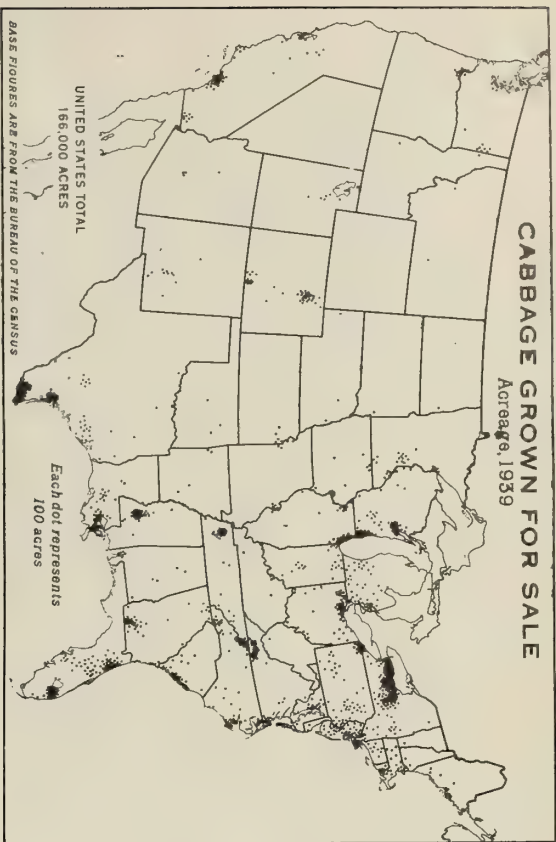 CABBAGE GROWN FOR SALE
Acreage, 1939
UNITED STATES TOTAL
166,000 ACRES
Each dot represents
100 acres
BASE FIGURES ARE FROM THE BUREAU OF THE CENSUS